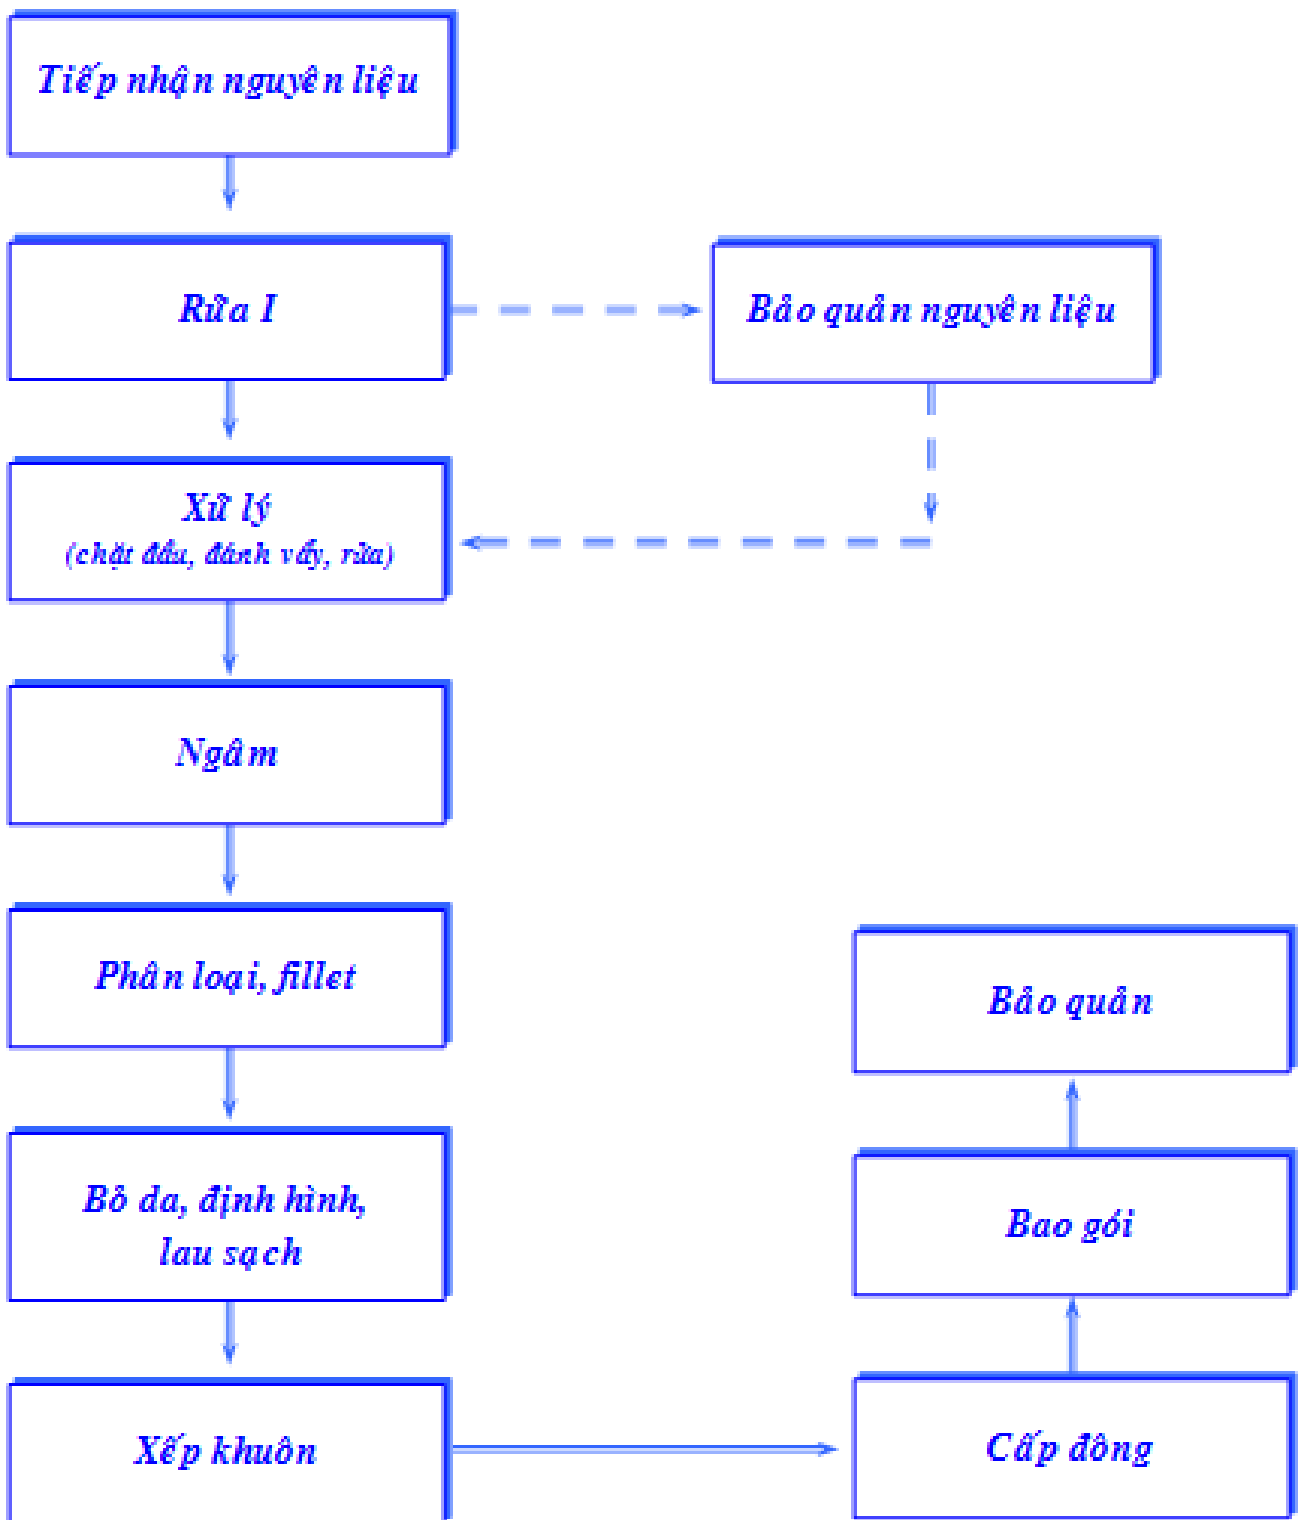 Tiếp nhận nguyên liệu
Rửa I
Bảo quản nguyên liệu
Xử lý
(chặt đầu, đánh vẩy, rửa)
Ngâm
Phân loại, fillet
Bỏ da, định hình,
lau sạch
Xếp khuôn
Cấp đông
Bao gói
Bảo quản